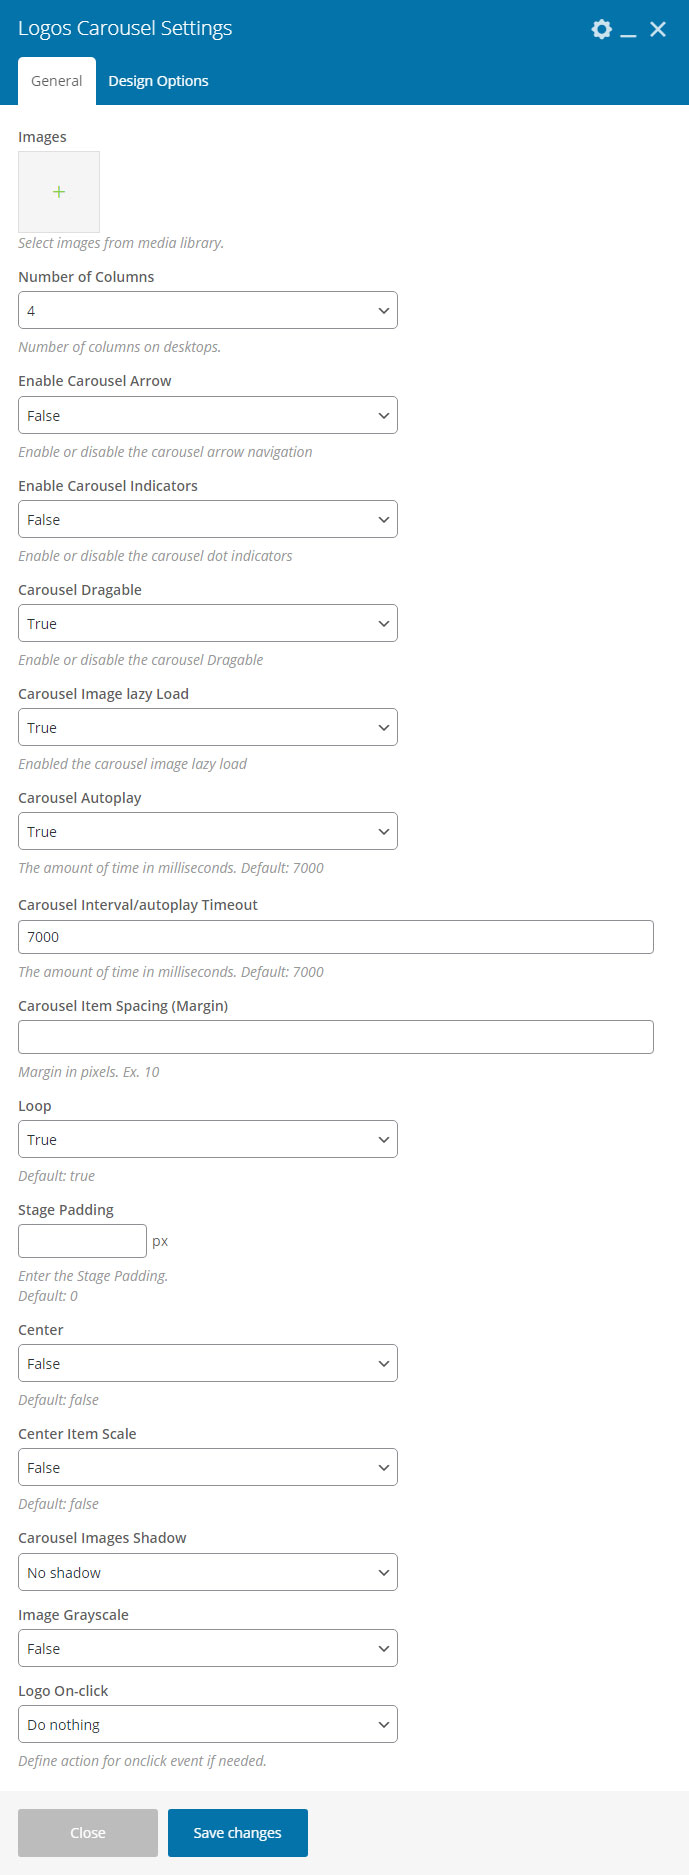 Logos Carousel Settings
General
Design Options
Images
+
Select images from media library.
Number of Columns
4
Number of columns on desktops.
Enable Carousel Arrow
False
Enable or disable the carousel arrow navigation
Enable Carousel Indicators
False
Enable or disable the carousel dot indicators
Carousel Dragable
True
Enable or disable the carousel Dragable
Carousel Image lazy Load
True
Enabled the carousel image lazy load
Carousel Autoplay
True
The amount of time in milliseconds. Default: 7000
Carousel Interval/autoplay Timeout
7000
The amount of time in milliseconds. Default: 7000
Carousel Item Spacing (Margin)
Margin in pixels. Ex. 10
Loop
True
Default: true
Stage Padding
px
Enter the Stage Padding.
Default: 0
Center
False
Default: false
Center Item Scale
False
Default: false
Carousel Images Shadow
No shadow
Image Grayscale
False
Logo On-click
Do nothing
Define action for onclick event if needed.
Close
Save changes